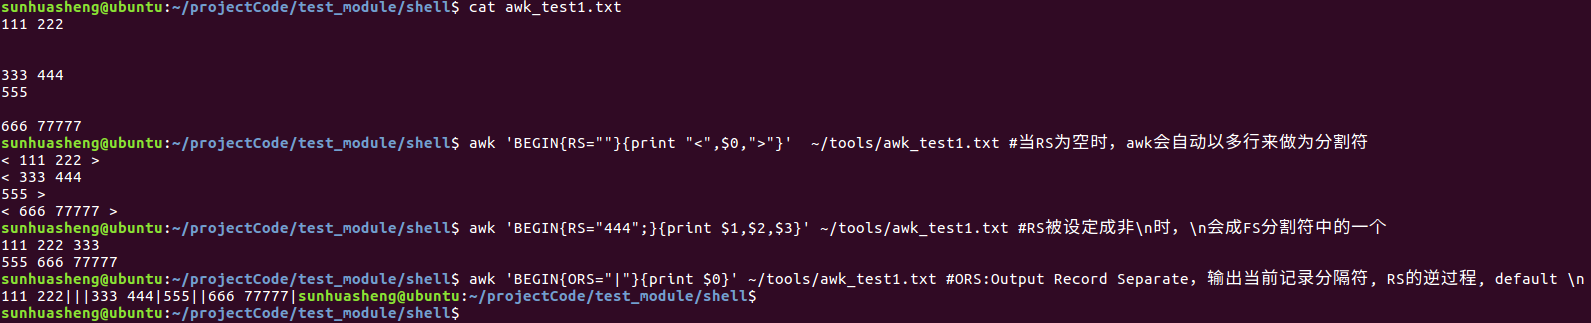 sunhuasheng@ubuntu:~/projectCode/test_module/shell$ cat awk_test1.txt
111 222
333 444
555
666 77777
sunhuasheng@ubuntu:~/projectCode/test_module/shell$ awk 'BEGIN{RS=""}{print "<",$0,">"}'  ~/tools/awk_test1.txt #当RS为空时，awk会自动以多行来做为分割符
< 111 222 >
< 333 444
555 >
< 666 77777 >
sunhuasheng@ubuntu:~/projectCode/test_module/shell$ awk 'BEGIN{RS="444";}{print $1,$2,$3}' ~/tools/awk_test1.txt #RS被设定成非\n时，\n会成FS分割符中的一个
111 222 333
555 666 77777
sunhuasheng@ubuntu:~/projectCode/test_module/shell$ awk 'BEGIN{ORS="|"}{print $0}' ~/tools/awk_test1.txt #ORS:Output Record Separate，输出当前记录分隔符, RS的逆过程, default \n
111 222|||333 444|555||666 77777|sunhuasheng@ubuntu:~/projectCode/test_module/shell$
sunhuasheng@ubuntu:~/projectCode/test_module/shell$